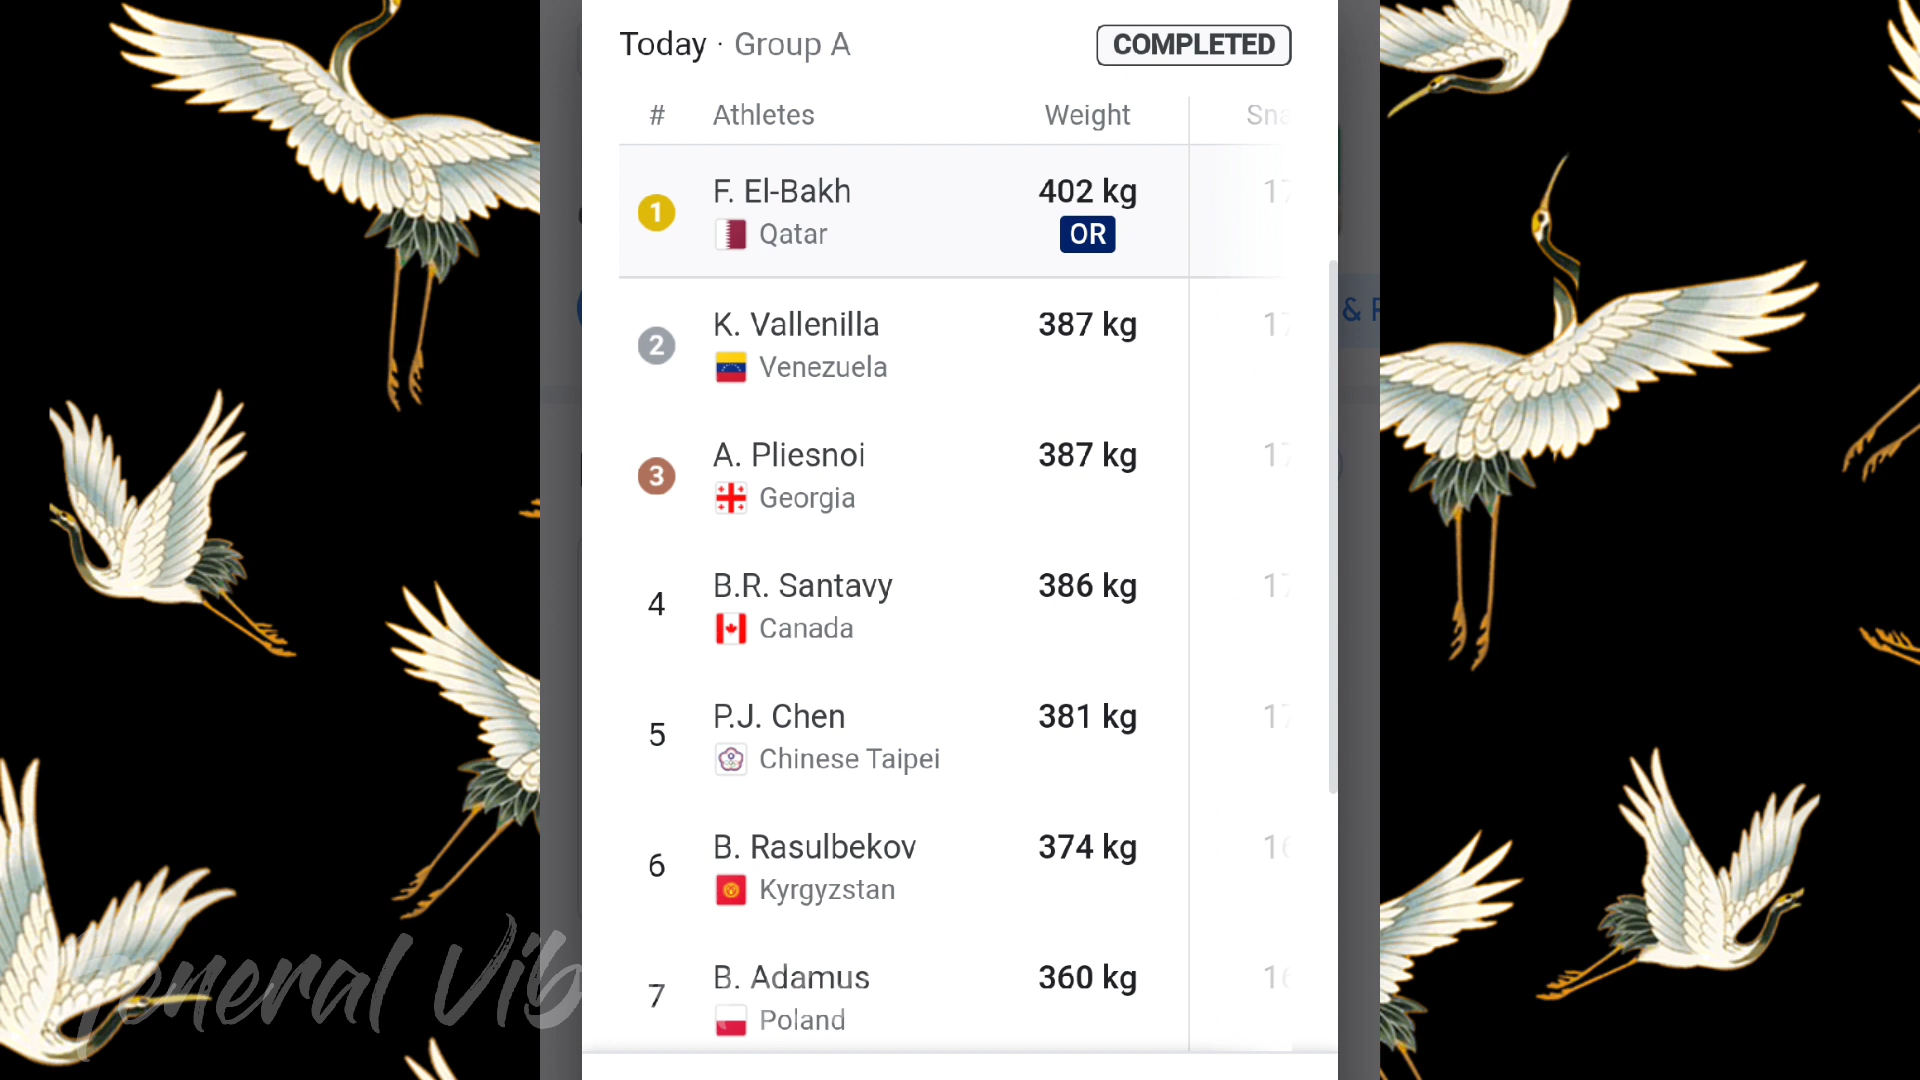 Today · Group A
COMPLETED
# Athletes Weight
1 F. El-Bakh 402 kg
Qatar OR
2 K. Vallenilla 387 kg
Venezuela
3 A. Pliesnoi 387 kg
Georgia
4 B.R. Santavy 386 kg
Canada
5 P.J. Chen 381 kg
Chinese Taipei
6 B. Rasulbekov 374 kg
Kyrgyzstan
7 B. Adamus 360 kg
Poland